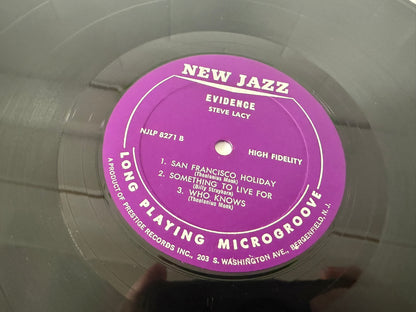 NEW JAZZ
EVIDENCE
STEVE LACY
NJLP 8271 B
HIGH FIDELITY
1. SAN FRANCISCO HOLIDAY
(Thelonious Monk)
2. SOMETHING TO LIVE FOR
(Billy Strayhorn)
3. WHO KNOWS
(Thelonious Monk)
LONG PLAYING MICROGROOVE
A PRODUCT OF PRESTIGE RECORDS INC., 203 S. WASHINGTON AVE., BERGENFIELD, N. J.